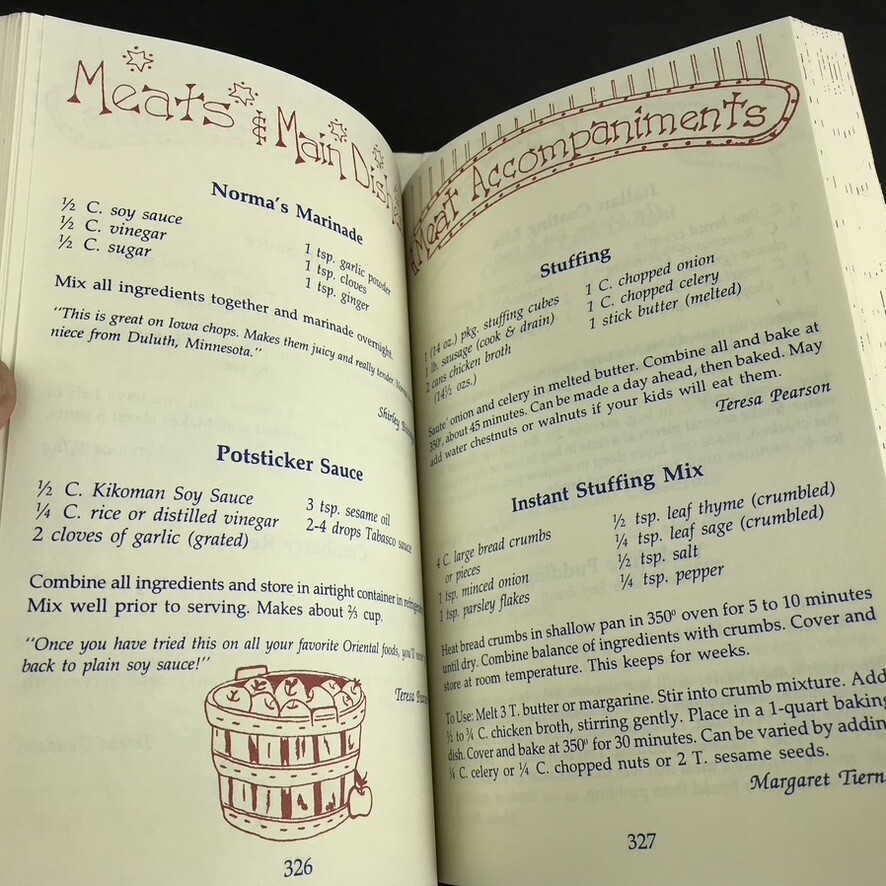 Meats & Main Dishes
Norma's Marinade
½ C. soy sauce
½ C. vinegar
½ C. sugar
1 tsp. garlic powder
1 tsp. cloves
1 tsp. ginger
Mix all ingredients together and marinade overnight.
"This is great on Iowa chops. Makes them juicy and really tender.
niece from Duluth, Minnesota."
Shirley
Potsticker Sauce
½ C. Kikoman Soy Sauce
¼ C. rice or distilled vinegar
2 cloves of garlic (grated)
3 tsp. sesame oil
2-4 drops Tabasco sauce
Combine all ingredients and store in airtight container in
Mix well prior to serving. Makes about ⅔ cup.
"Once you have tried this on all your favorite Oriental foods,
back to plain soy sauce!"
Teresa
326
Meat Accompaniments
Stuffing
1 (14 oz.) pkg. stuffing cubes
1 lb. sausage (cook & drain)
2 cans chicken broth
(14½ ozs.)
1 C. chopped onion
1 C. chopped celery
1 stick butter (melted)
Saute' onion and celery in melted butter. Combine all and bake at
350⁰, about 45 minutes. Can be made a day ahead, then baked. May
add water chestnuts or walnuts if your kids will eat them.
Teresa Pearson
Instant Stuffing Mix
4 C. large bread crumbs
or pieces
1 tsp. minced onion
1 tsp. parsley flakes
½ tsp. leaf thyme (crumbled)
¼ tsp. leaf sage (crumbled)
½ tsp. salt
¼ tsp. pepper
Heat bread crumbs in shallow pan in 350⁰ oven for 5 to 10 minutes
until dry. Combine balance of ingredients with crumbs. Cover and
store at room temperature. This keeps for weeks.
To Use: Melt 3 T. butter or margarine. Stir into crumb mixture. Add
½ to ¾ C. chicken broth, stirring gently. Place in a 1-quart baking
dish. Cover and bake at 350⁰ for 30 minutes. Can be varied by adding
¼ C. celery or ¼ C. chopped nuts or 2 T. sesame seeds.
Margaret Tiern
327